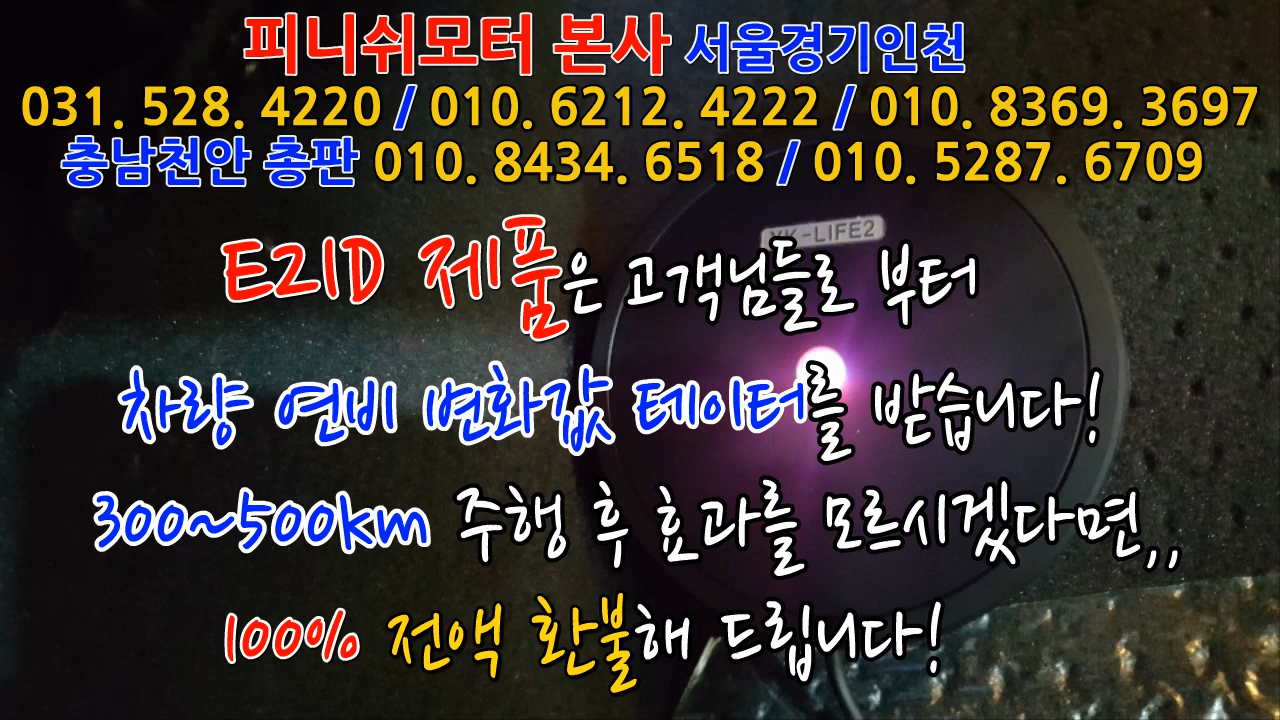 피니쉬모터 본사 서울경기인천
031. 528. 4220 / 010. 6212. 4222 / 010. 8369. 3697
충남천안 총판 010. 8434. 6518 / 010. 5287. 6709
-LIFE2
E21D 제품은 고객님들로 부터
차량 연비 변화값 테이터를 받습니다!
300~500km 주행 후 효과를 모르시겠다면,,
100% 전액 환불해 드립니다!